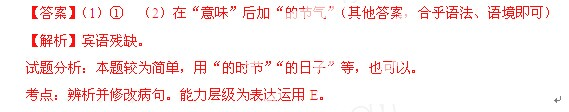 【答案】(1)① (2)在“意味”后加“的节气”(其他答案,合乎语法、语境即可)
【解析】宾语残缺。
试题分析:本题较为简单,用“的时节”“的日子”等,也可以。
考点:辨析并修改病句。能力层级为表达运用 E。